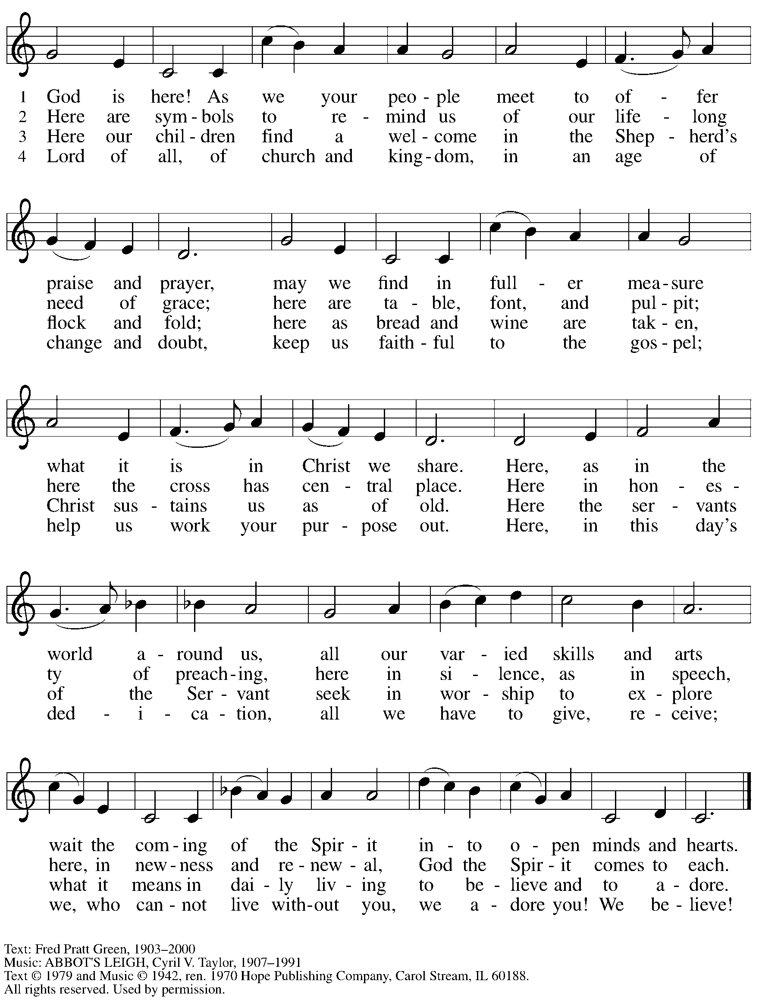 1 God is here! As we your peo - ple meet to of - fer
2 Here are sym - bols to re - mind us of our life - long
3 Here our chil - dren find a wel - come in the Shep - herd's
4 Lord of all, of church and king - dom, in an age of
praise and prayer, may we find in full - er mea - sure
need of grace; here are ta - ble, font, and pul - pit;
flock and fold; here as bread and wine are tak - en,
change and doubt, keep us faith - ful to the gos - pel;
what it is in Christ we share. Here, as in the
here the cross has cen - tral place. Here in hon - es -
Christ sus - tains us as of old. Here the ser - vants
help us work your pur - pose out. Here, in this day's
world a - round us, all our var - ied skills and arts
ty of preach - ing, here in si - lence, as in speech,
of the Ser - vant seek in wor - ship to ex - plore
ded - i - ca - tion, all we have to give, re - ceive;
wait the com - ing of the Spir - it in - to o - pen minds and hearts.
here, in new - ness and re - new - al, God the Spir - it comes to each.
what it means in dai - ly liv - ing to be - lieve and to a - dore.
we, who can - not live with - out you, we a - dore you! We be - lieve!
Text: Fred Pratt Green, 1903–2000
Music: ABBOT'S LEIGH, Cyril V. Taylor, 1907–1991
Text © 1979 and Music © 1942, ren. 1970 Hope Publishing Company, Carol Stream, IL 60188.
All rights reserved. Used by permission.